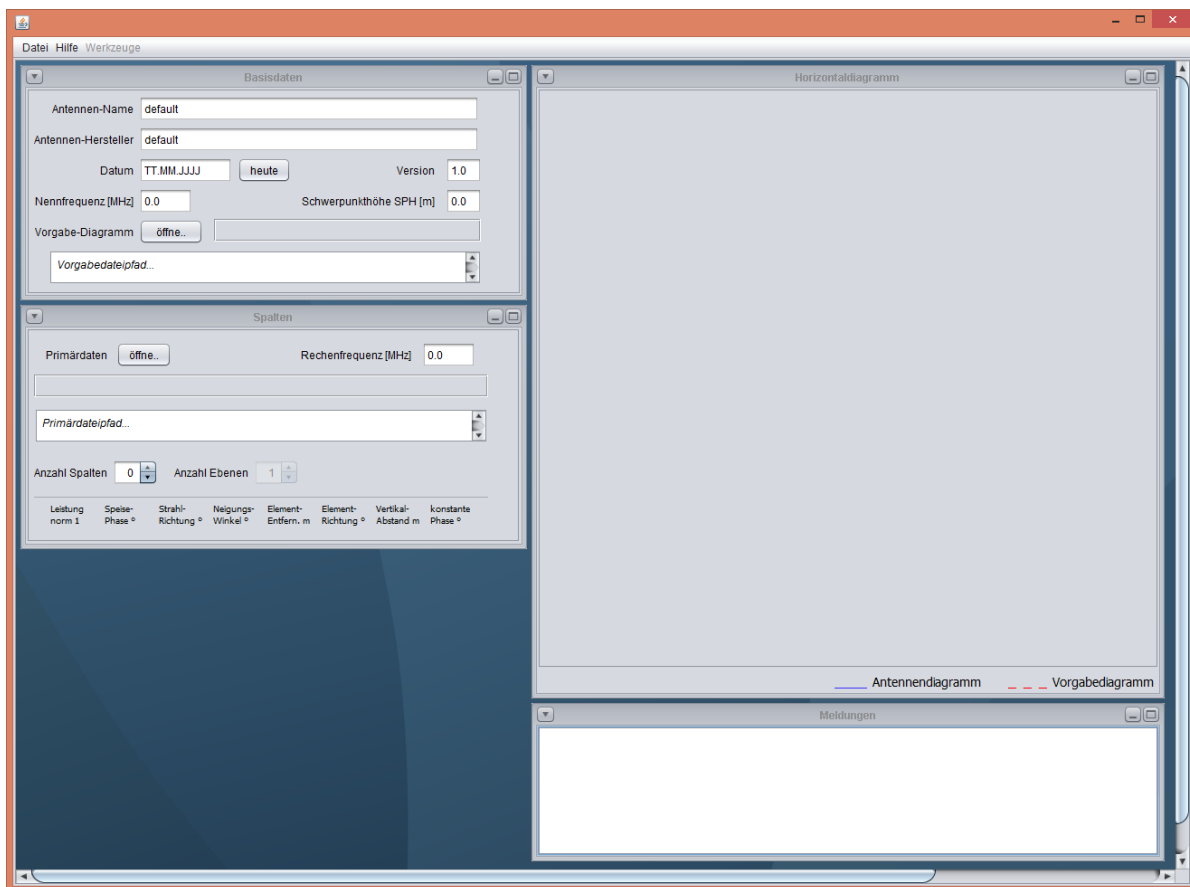 Datei Hilfe Werkzeuge
Basisdaten
Antennen-Name default
Antennen-Hersteller default
Datum TT.MM.JJJJ heute Version 1.0
Nennfrequenz [MHz] 0.0 Schwerpunkthöhe SPH [m] 0.0
Vorgabe-Diagramm öffne..
Vorgabedateipfad...
Spalten
Primärdaten öffne.. Rechenfrequenz [MHz] 0.0
Primärdateipfad...
Anzahl Spalten 0 Anzahl Ebenen 1
Leistung Speise- Strahl- Neigungs- Element- Element- Vertikal- konstante
norm 1 Phase º Richtung º Winkel º Entfern. m Richtung º Abstand m Phase º
Horizontaldiagramm
Antennendiagramm Vorgabediagramm
Meldungen